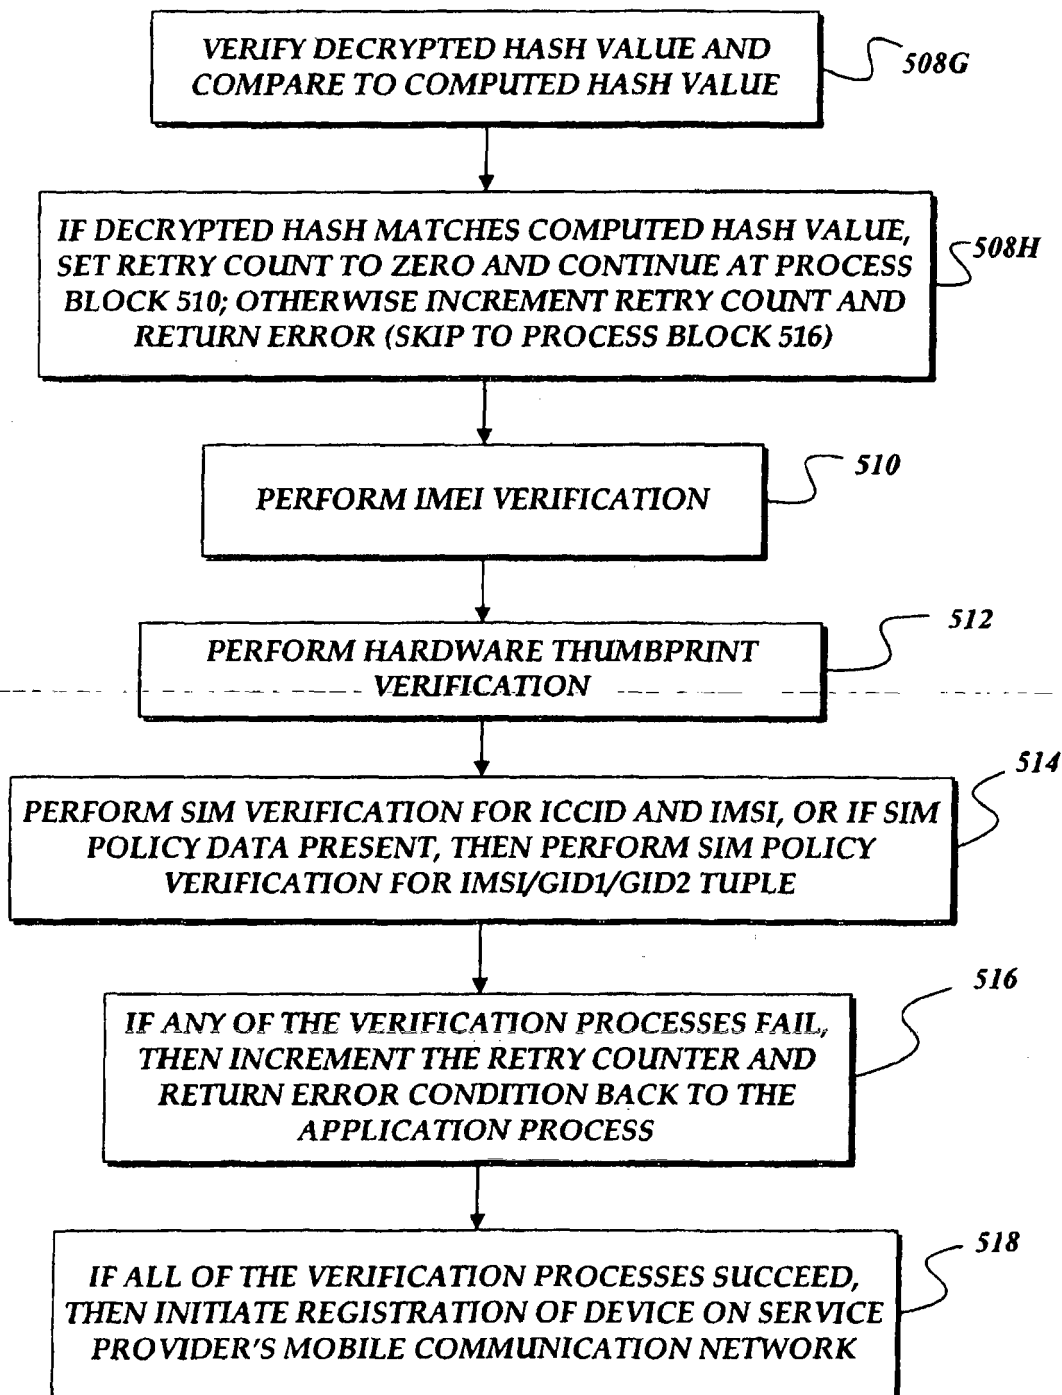 VERIFY DECRYPTED HASH VALUE AND
COMPARE TO COMPUTED HASH VALUE
508G
IF DECRYPTED HASH MATCHES COMPUTED HASH VALUE,
SET RETRY COUNT TO ZERO AND CONTINUE AT PROCESS
BLOCK 510; OTHERWISE INCREMENT RETRY COUNT AND
RETURN ERROR (SKIP TO PROCESS BLOCK 516)
508H
PERFORM IMEI VERIFICATION
510
PERFORM HARDWARE THUMBPRINT
VERIFICATION
512
PERFORM SIM VERIFICATION FOR ICCID AND IMSI, OR IF SIM
POLICY DATA PRESENT, THEN PERFORM SIM POLICY
VERIFICATION FOR IMSI/GID1/GID2 TUPLE
514
IF ANY OF THE VERIFICATION PROCESSES FAIL,
THEN INCREMENT THE RETRY COUNTER AND
RETURN ERROR CONDITION BACK TO THE
APPLICATION PROCESS
516
IF ALL OF THE VERIFICATION PROCESSES SUCCEED,
THEN INITIATE REGISTRATION OF DEVICE ON SERVICE
PROVIDER'S MOBILE COMMUNICATION NETWORK
518